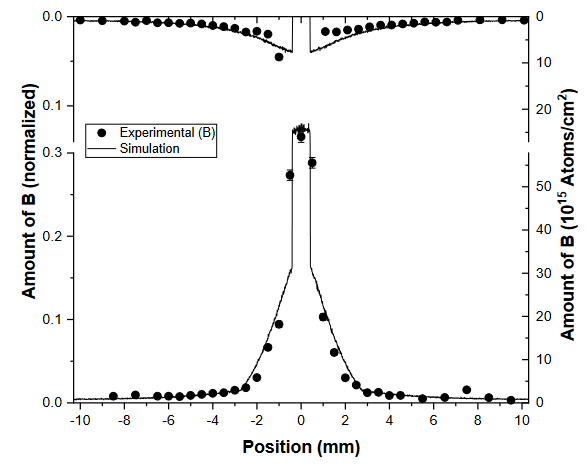 0.0
0.1
0
10
20
Experimental (B)
Simulation
0.3
0.2
0.1
0.0
50
40
30
20
10
0
-10 -8 -6 -4 -2 0 2 4 6 8 10
Position (mm)
Amount of B (normalized)
Amount of B (10¹⁵ Atoms/cm²)